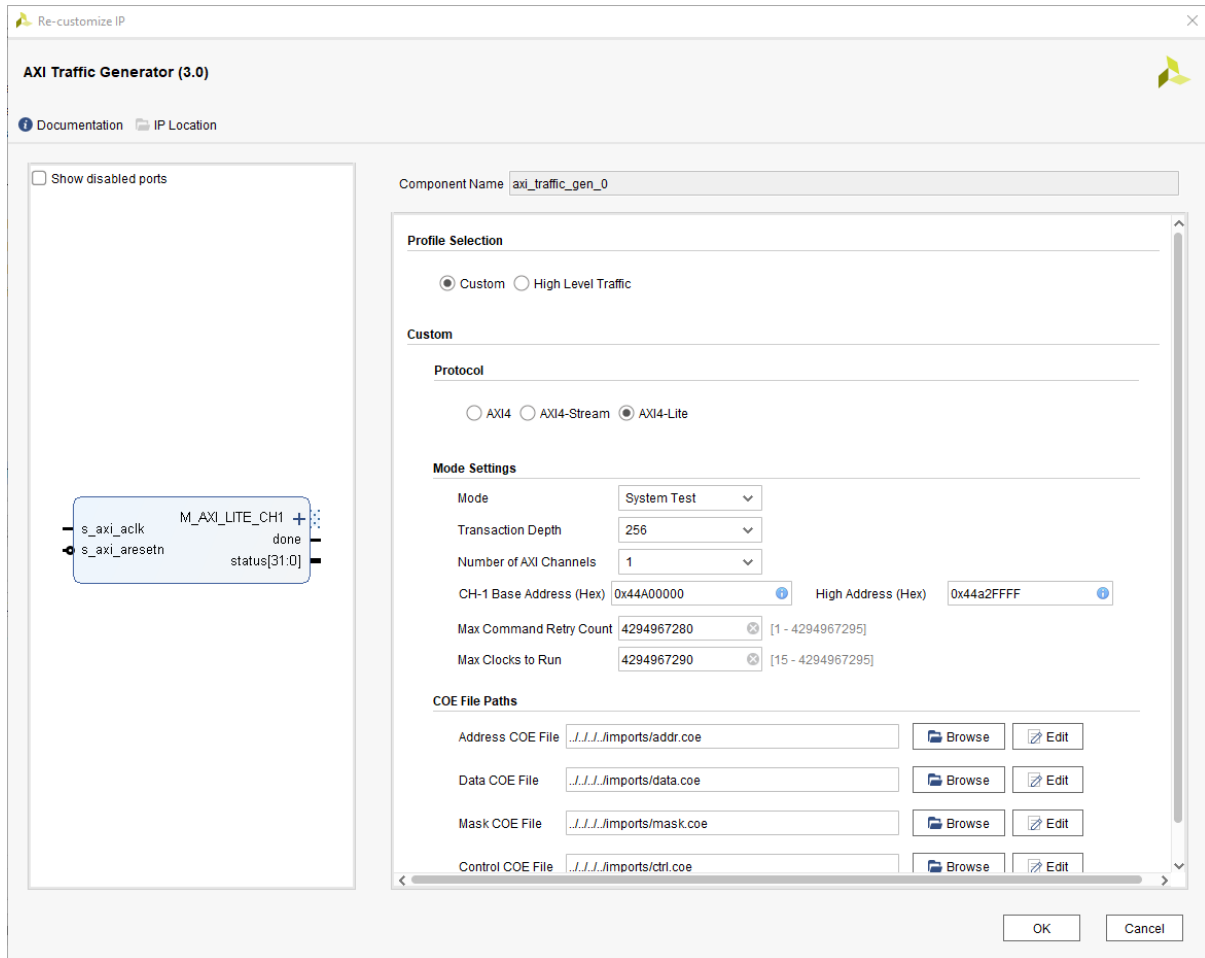 Re-customize IP
AXI Traffic Generator (3.0)
Documentation IP Location
Show disabled ports
s_axi_aclk
s_axi_aresetn
M_AXI_LITE_CH1
done
status[31:0]
Component Name axi_traffic_gen_0
Profile Selection
Custom High Level Traffic
Custom
Protocol
AXI4 AXI4-Stream AXI4-Lite
Mode Settings
Mode System Test
Transaction Depth 256
Number of AXI Channels 1
CH-1 Base Address (Hex) 0x44A00000 High Address (Hex) 0x44a2FFFF
Max Command Retry Count 4294967280 [1 - 4294967295]
Max Clocks to Run 4294967290 [15 - 4294967295]
COE File Paths
Address COE File ../../../../imports/addr.coe Browse Edit
Data COE File ../../../../imports/data.coe Browse Edit
Mask COE File ../../../../imports/mask.coe Browse Edit
Control COE File ../../../../imports/ctrl.coe Browse Edit
OK Cancel